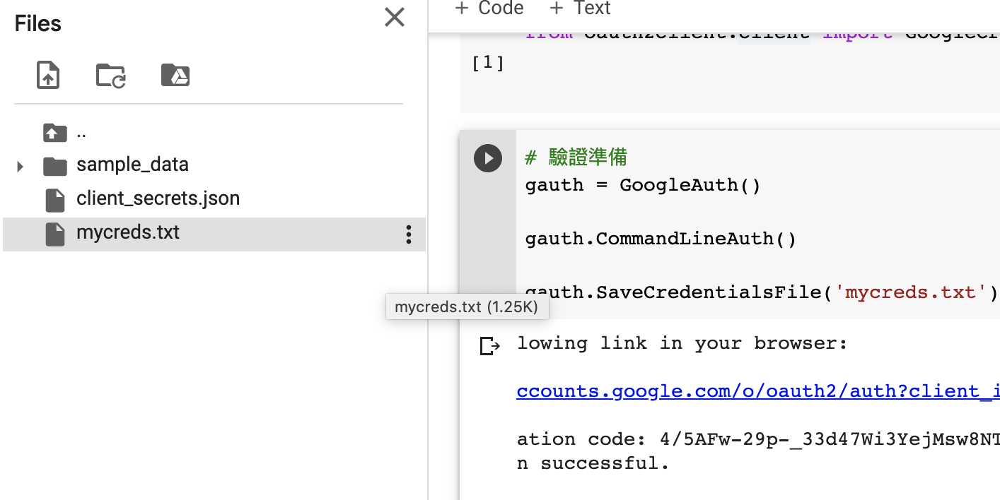 Files
..
sample_data
client_secrets.json
mycreds.txt
mycreds.txt (1.25K)
+ Code + Text
from oauth2client.client import GoogleCr
[1]
# 驗證準備
gauth = GoogleAuth()
gauth.CommandLineAuth()
gauth.SaveCredentialsFile('mycreds.txt')
lowing link in your browser:
ccounts.google.com/o/oauth2/auth?client_i
ation code: 4/5AFw-29p-_33d47Wi3YejMsw8NT
n successful.